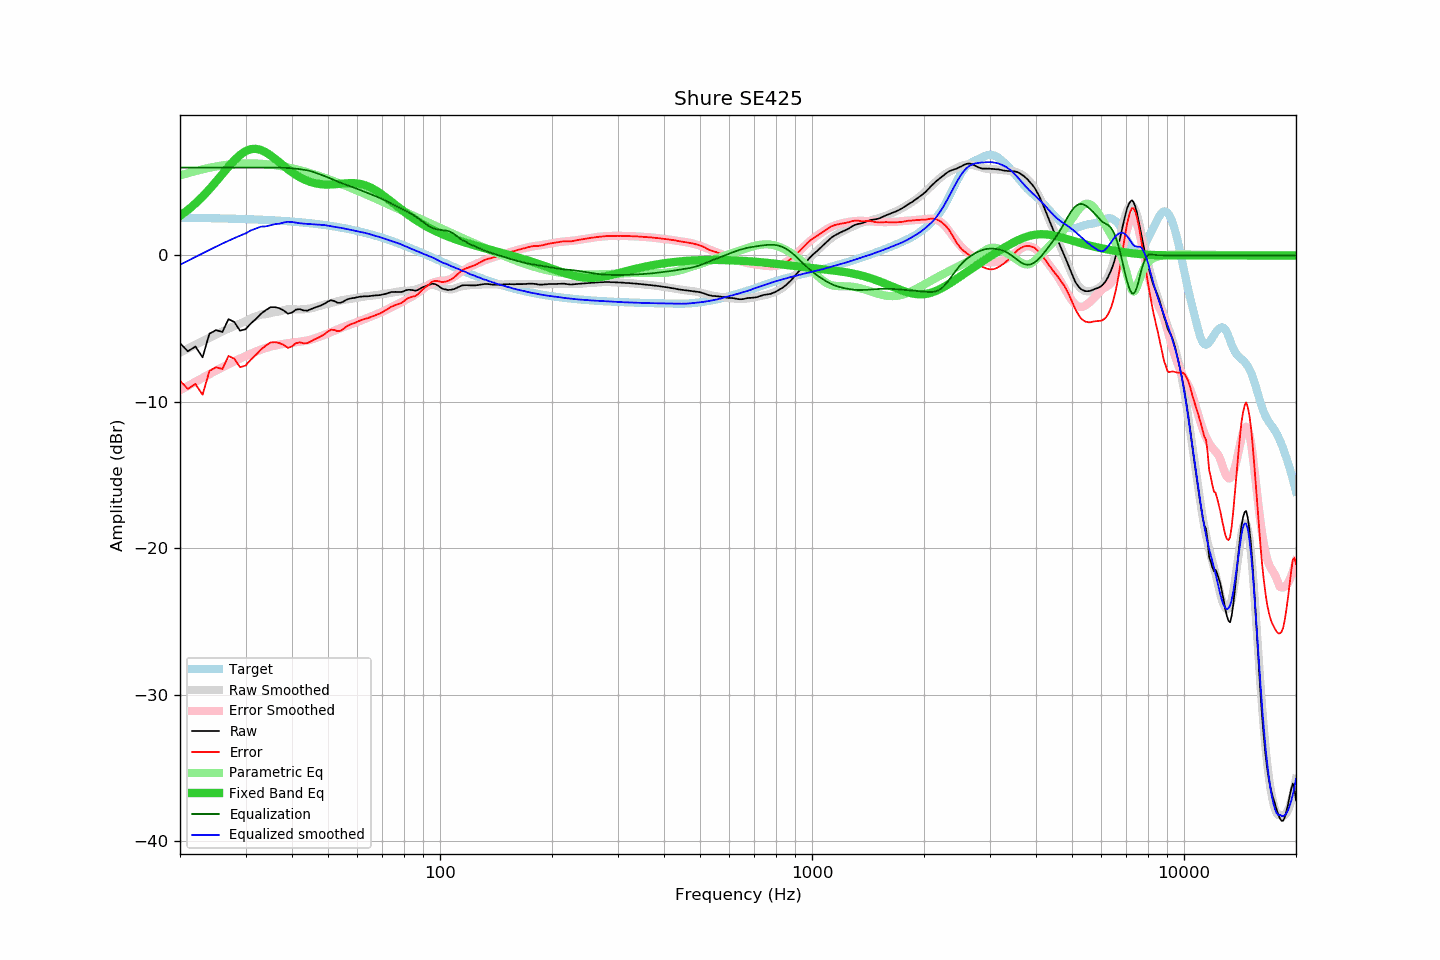 Shure SE425
Amplitude (dBr)
0
−10
−20
−30
−40
Target
Raw Smoothed
Error Smoothed
Raw
Error
Parametric Eq
Fixed Band Eq
Equalization
Equalized smoothed
100
1000
10000
Frequency (Hz)